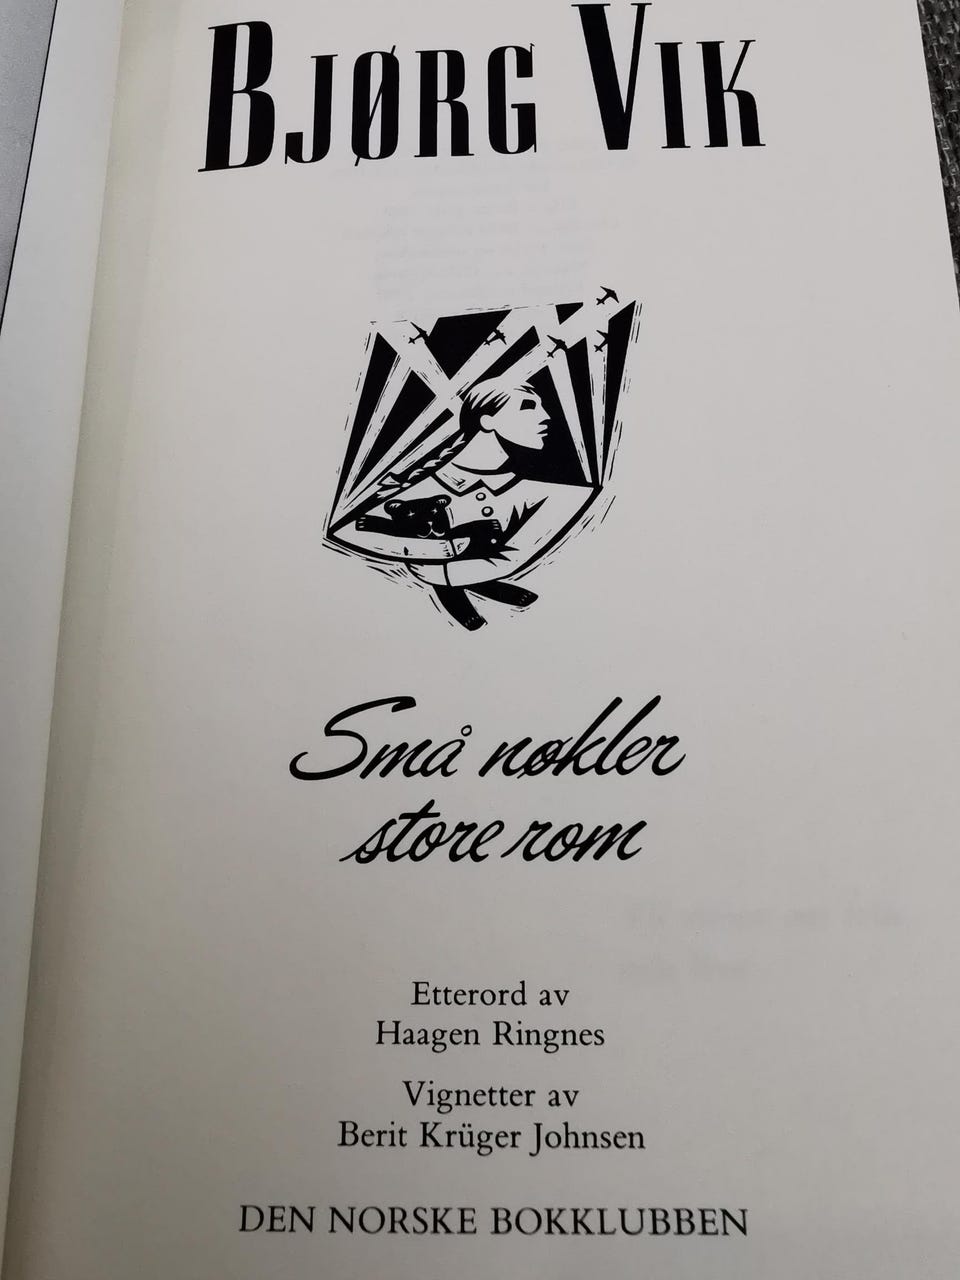 BJØRG VIK
Små nøkler
store rom
Etterord av
Haagen Ringnes
Vignetter av
Berit Krüger Johnsen
DEN NORSKE BOKKLUBBEN